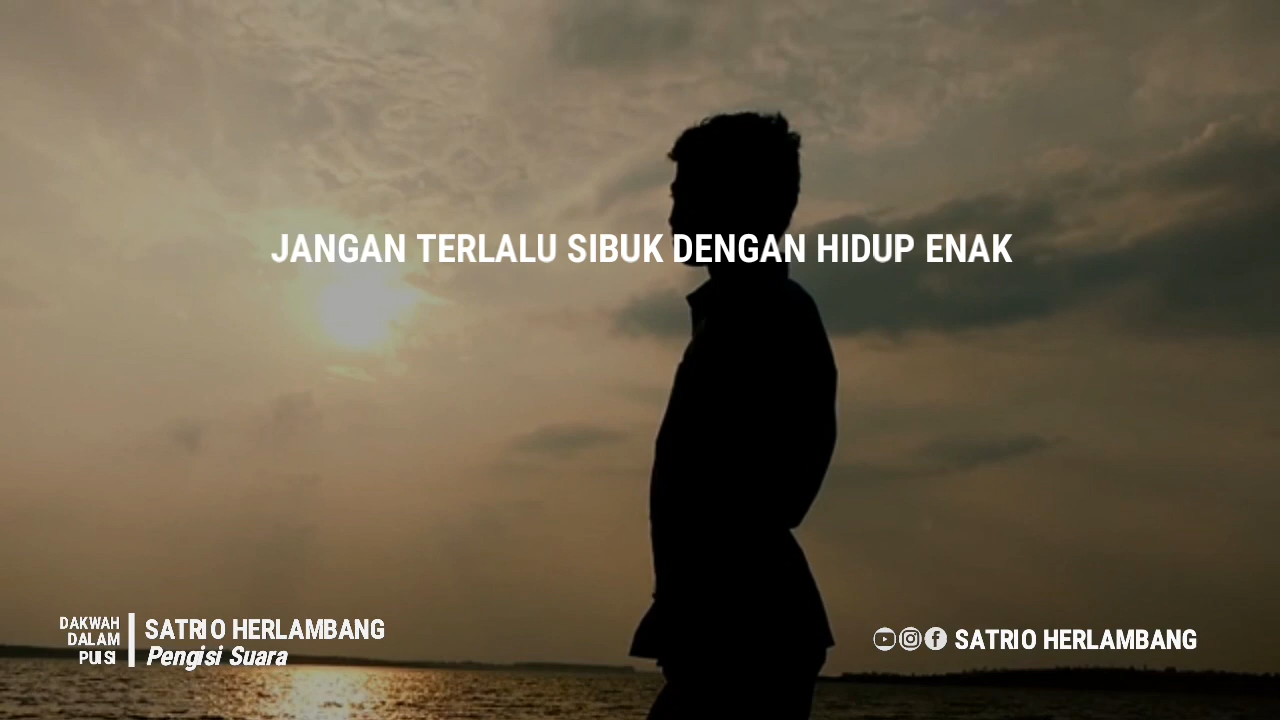 JANGAN TERLALU SIBUK DENGAN HIDUP ENAK
DAKWAH
DALAM
PUISI
SATRIO HERLAMBANG
Pengisi Suara
SATRIO HERLAMBANG